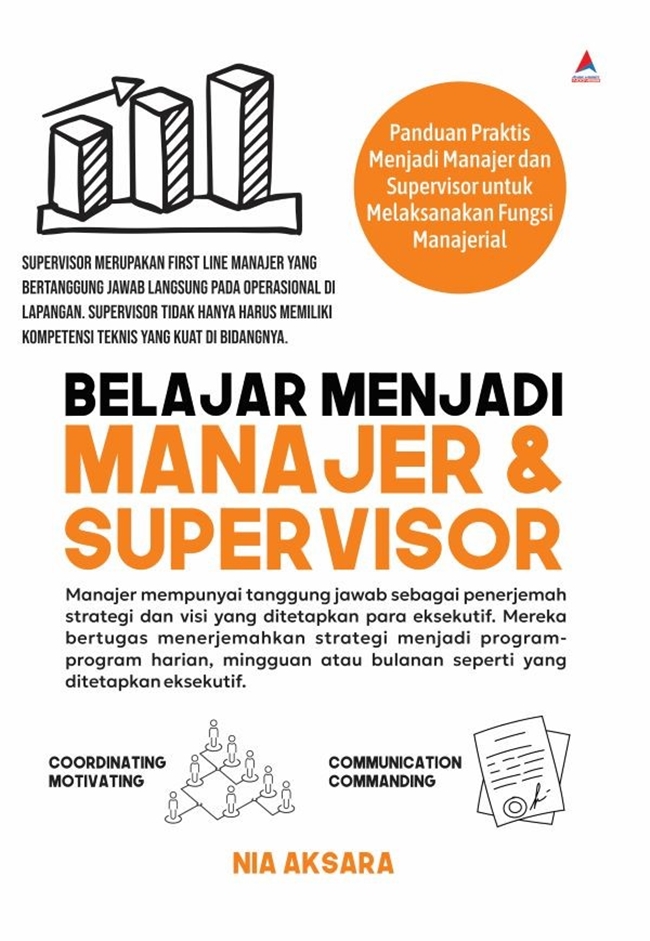 Panduan Praktis
Menjadi Manajer dan
Supervisor untuk
Melaksanakan Fungsi
Manajerial
SUPERVISOR MERUPAKAN FIRST LINE MANAJER YANG
BERTANGGUNG JAWAB LANGSUNG PADA OPERASIONAL DI
LAPANGAN. SUPERVISOR TIDAK HANYA HARUS MEMILIKI
KOMPETENSI TEKNIS YANG KUAT DI BIDANGNYA.
BELAJAR MENJADI
MANAJER &
SUPERVISOR
Manajer mempunyai tanggung jawab sebagai penerjemah
strategi dan visi yang ditetapkan para eksekutif. Mereka
bertugas menerjemahkan strategi menjadi program-
program harian, mingguan atau bulanan seperti yang
ditetapkan eksekutif.
COORDINATING
MOTIVATING
COMMUNICATION
COMMANDING
NIA AKSARA